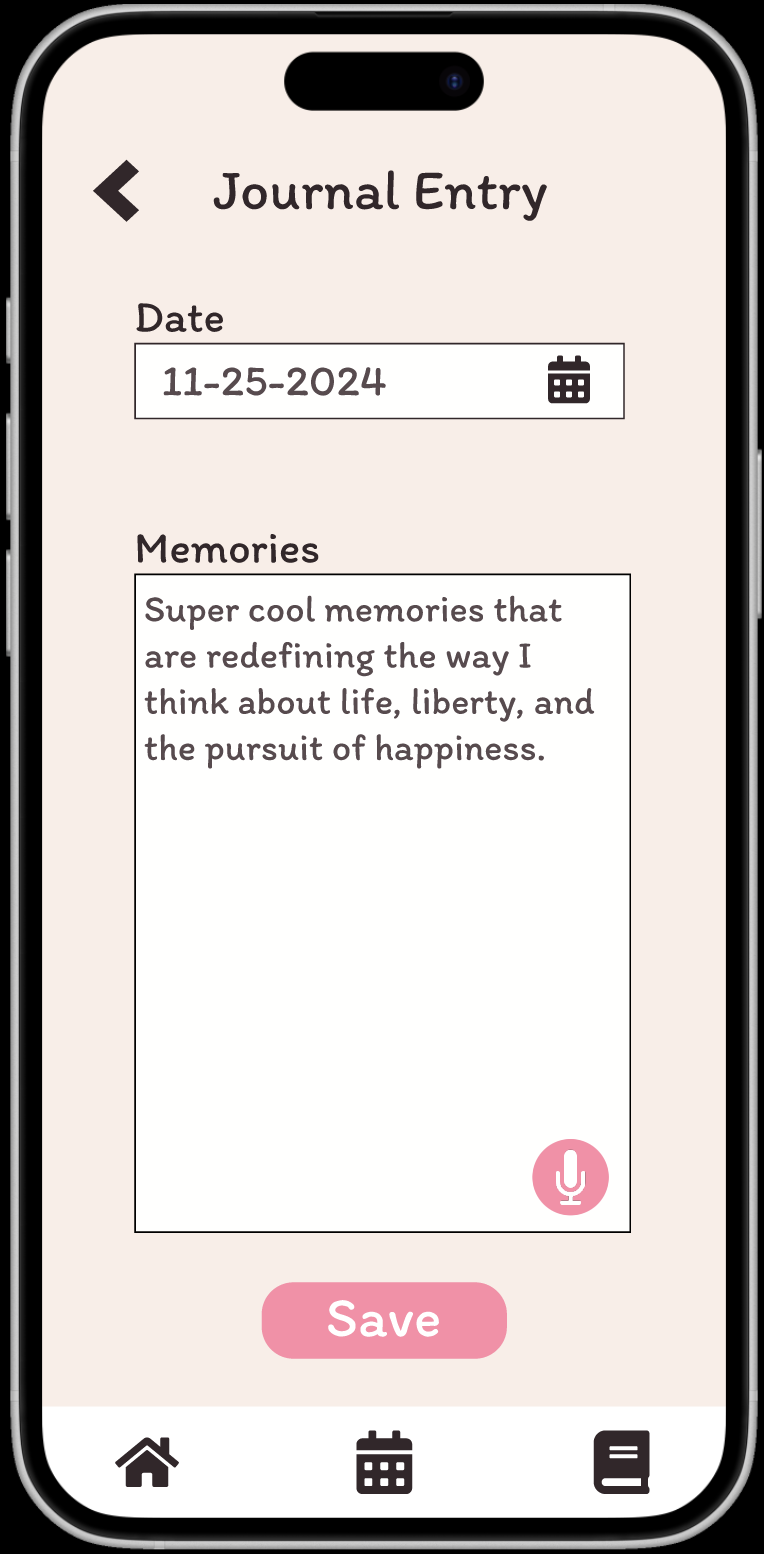 Journal Entry
Date
11-25-2024
Memories
Super cool memories that
are redefining the way I
think about life, liberty, and
the pursuit of happiness.
Save